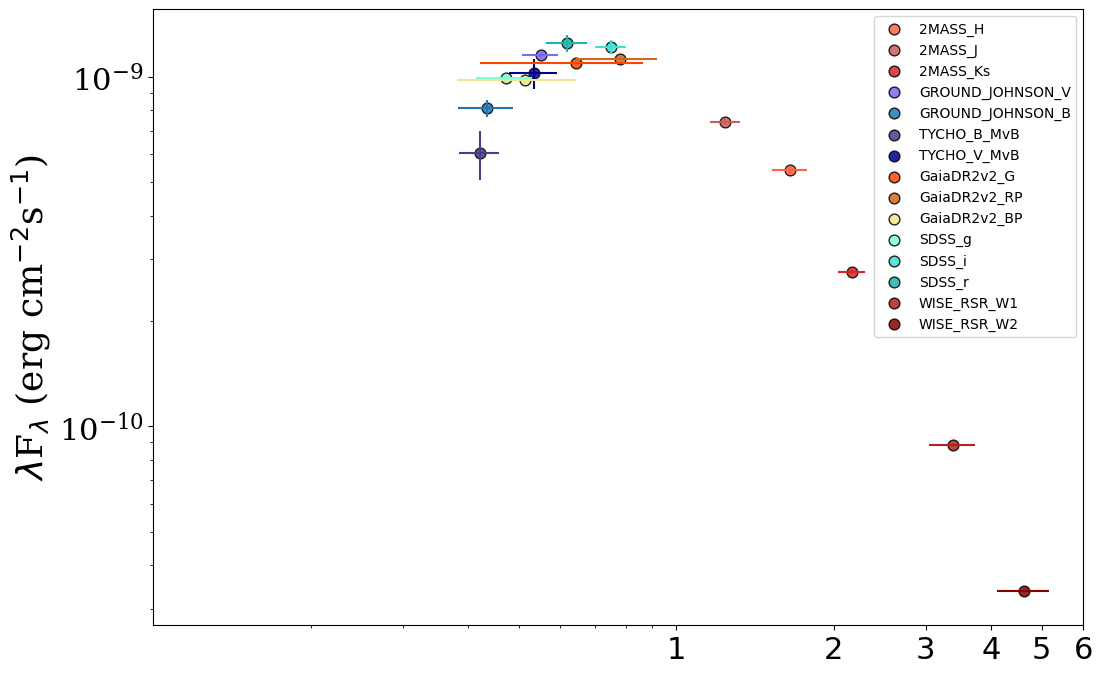 2MASS_H
2MASS_J
2MASS_Ks
GROUND_JOHNSON_V
GROUND_JOHNSON_B
TYCHO_B_MvB
TYCHO_V_MvB
GaiaDR2v2_G
GaiaDR2v2_RP
GaiaDR2v2_BP
SDSS_g
SDSS_i
SDSS_r
WISE_RSR_W1
WISE_RSR_W2
10⁻⁹
10⁻¹⁰
λF_λ (erg cm⁻²s⁻¹)
1 2 3 4 5 6